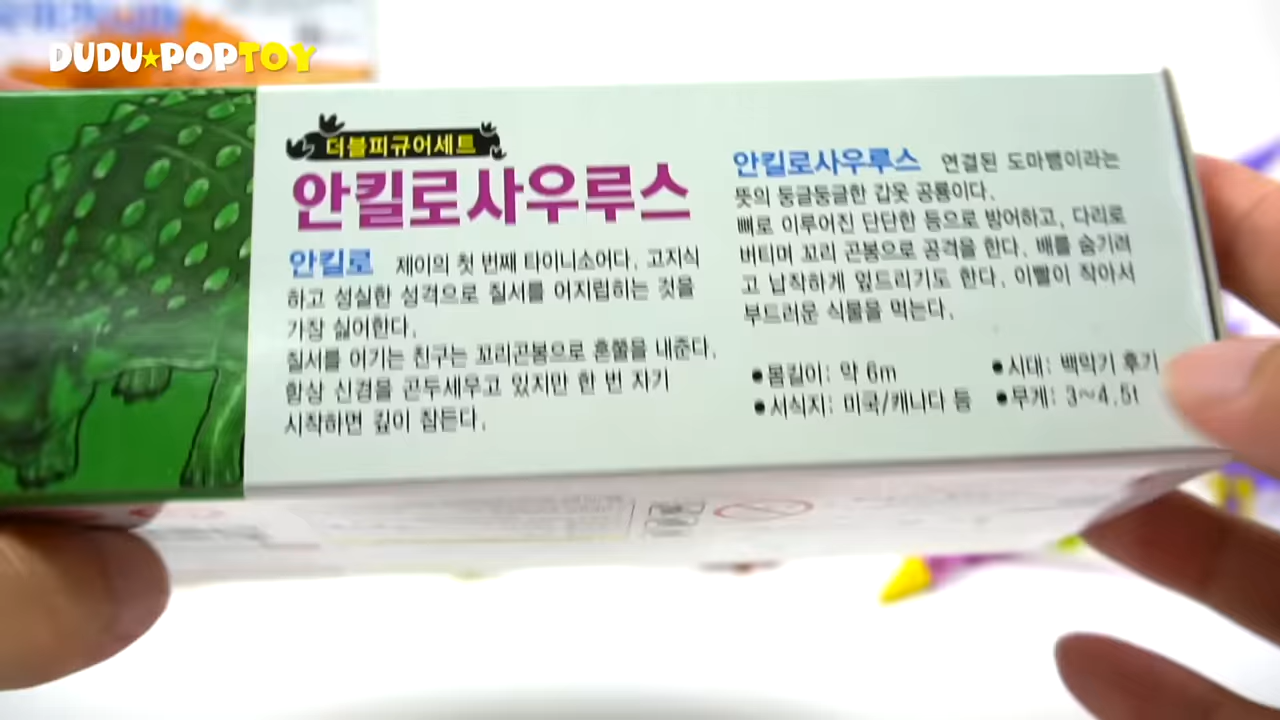 DUDU★POPTOY
더블피규어세트
안킬로사우루스
안킬로 제이의 첫 번째 타이니소어다. 고지식
하고 성실한 성격으로 질서를 어지럽히는 것을
가장 싫어한다.
질서를 어기는 친구는 꼬리곤봉으로 혼쭐을 내준다.
항상 신경을 곤두세우고 있지만 한 번 자기
시작하면 깊이 잠든다.
안킬로사우루스 연결된 도마뱀이라는
뜻의 둥글둥글한 갑옷 공룡이다.
뼈로 이루어진 단단한 등으로 방어하고, 다리로
버티며 꼬리 곤봉으로 공격을 한다. 배를 숨기려
고 납작하게 엎드리기도 한다. 이빨이 작아서
부드러운 식물을 먹는다.
●몸길이: 약 6m ●시대: 백악기 후기
●서식지: 미국/캐나다 등 ●무게: 3~4.5t